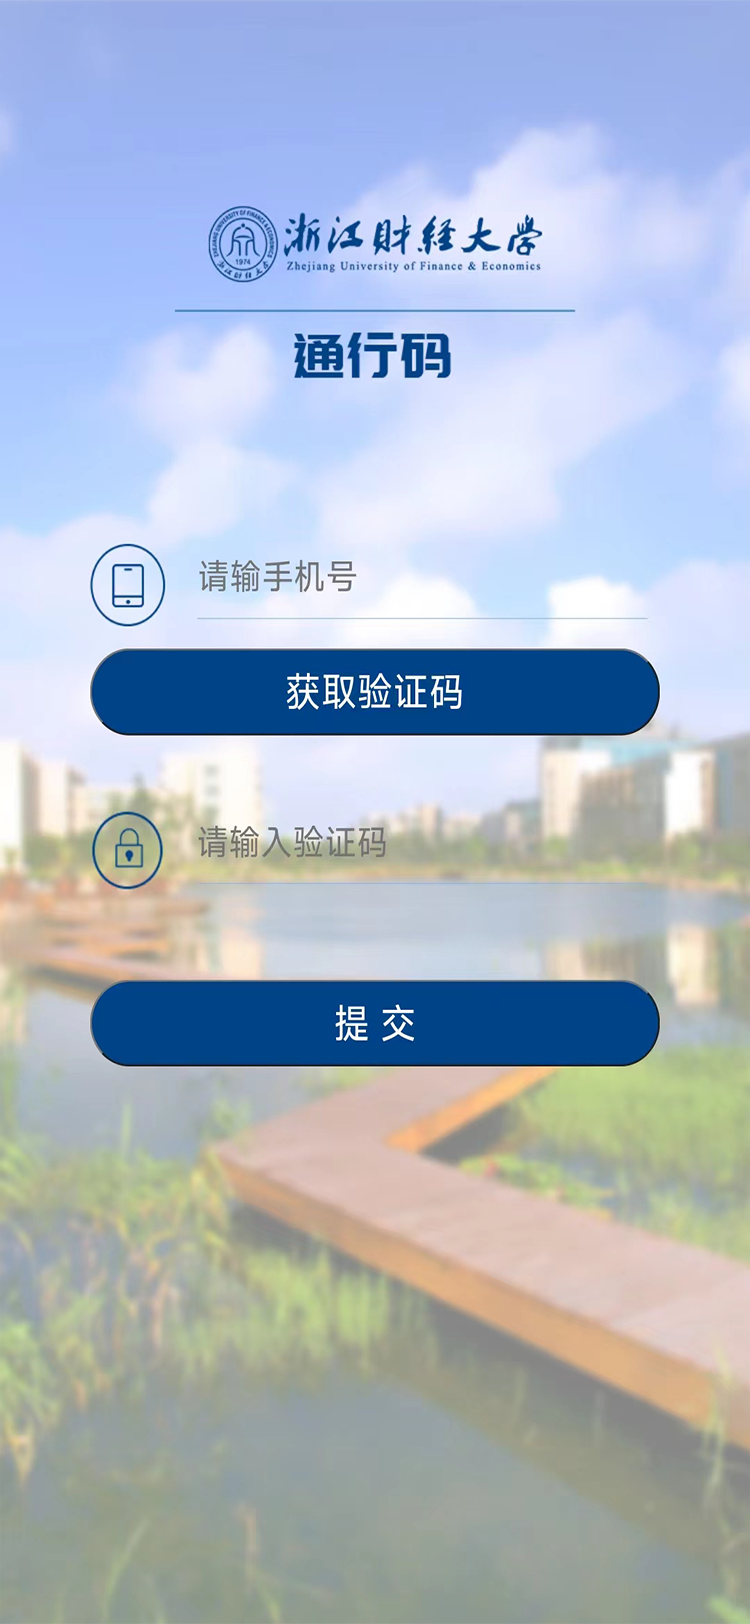 ZHEJIANG UNIVERSITY OF FINANCE & ECONOMICS
1974
浙江财经大学
浙江财经大学
Zhejiang University of Finance & Economics
通行码
请输手机号
获取验证码
请输入验证码
提 交